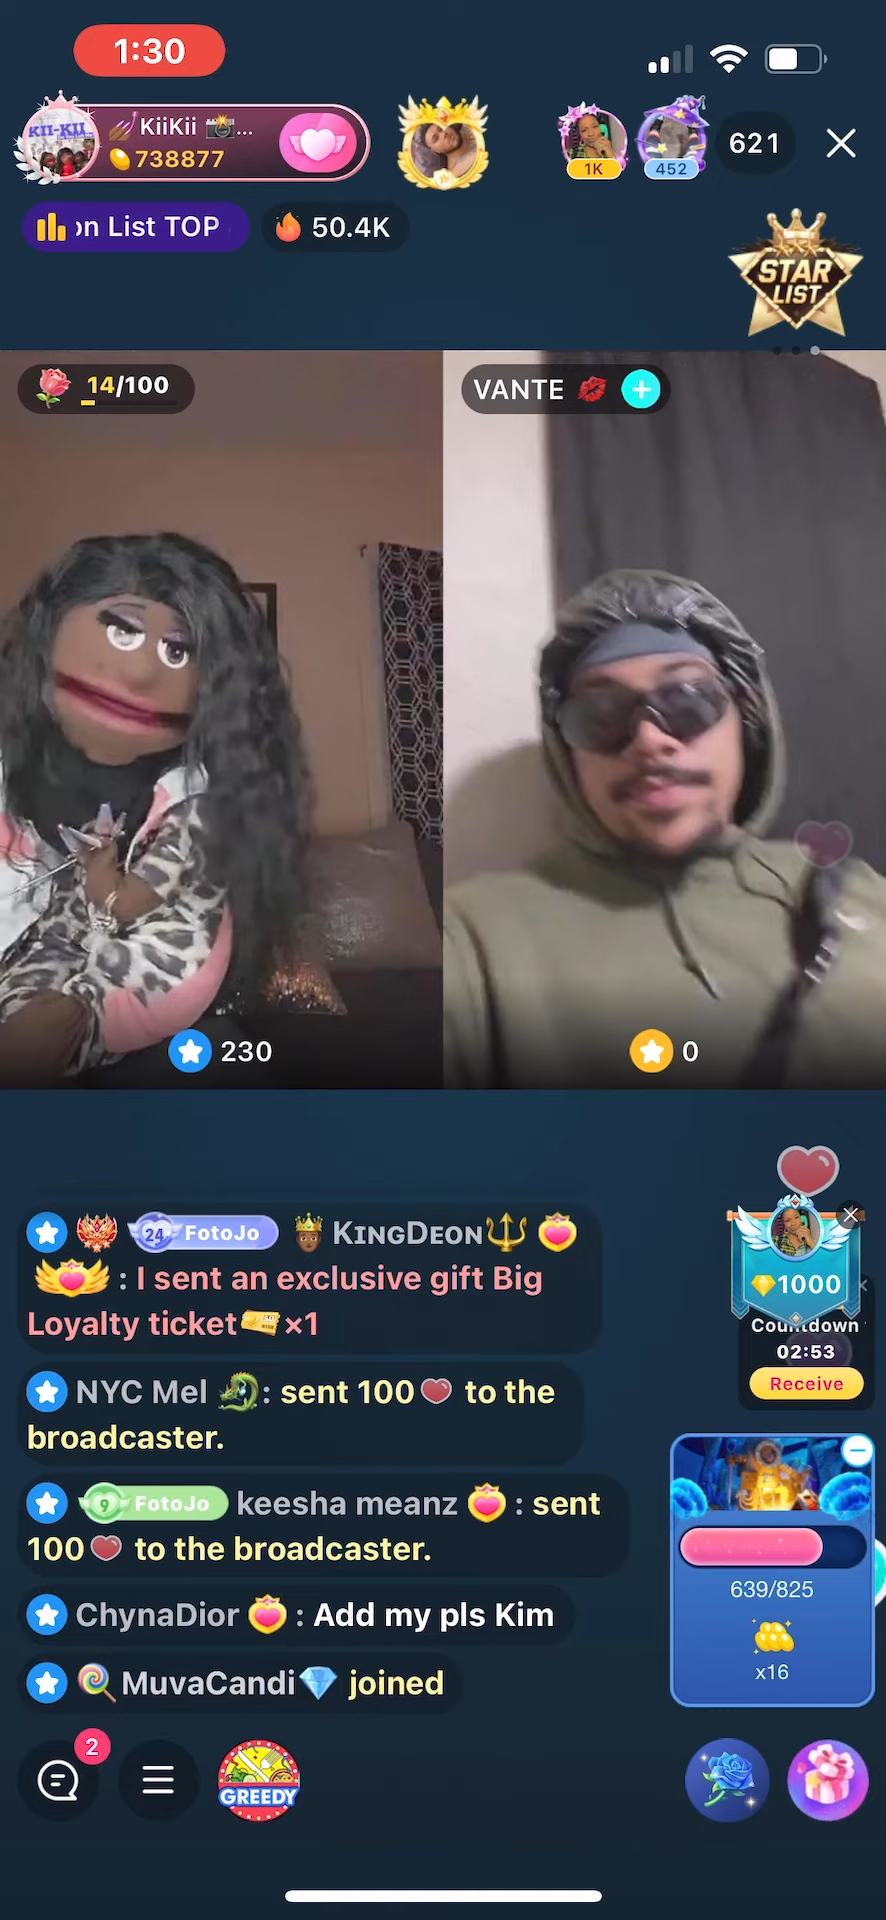 1:30
KII-KII
💅🏾KiiKii 📸...
738877
1K
452
621
on List TOP
50.4K
STAR
LIST
14/100
VANTE 💋
230
0
24 FotoJo 🤴🏾 KINGDEON🔱
: I sent an exclusive gift Big
Loyalty ticket🎫×1
NYC Mel 🐉: sent 100❤️ to the
broadcaster.
9 FotoJo keesha meanz : sent
100❤️ to the broadcaster.
ChynaDior : Add my pls Kim
🍭MuvaCandi💎 joined
1000
Countdown
02:53
Receive
639/825
x16
2
GREEDY